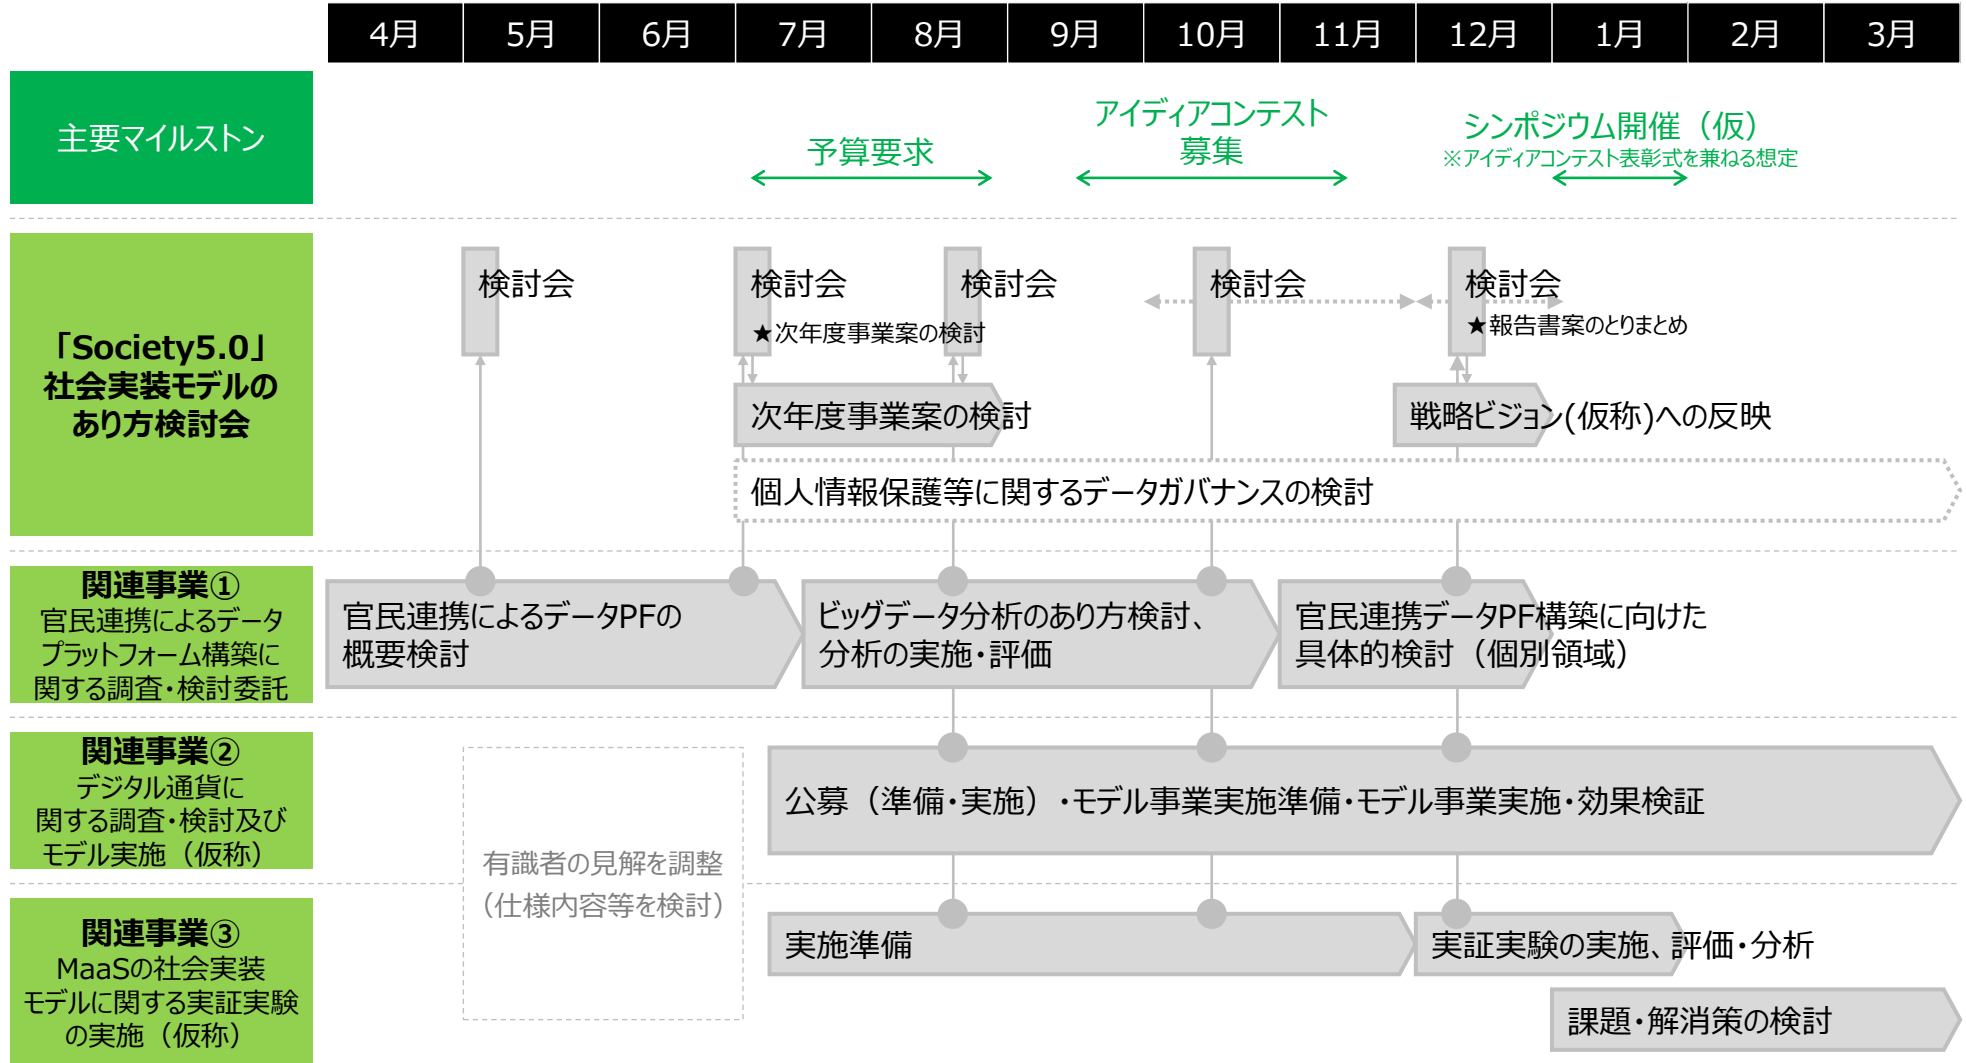 4月 5月 6月 7月 8月 9月 10月 11月 12月 1月 2月 3月
主要マイルストン
予算要求
アイディアコンテスト
募集
シンポジウム開催（仮）
※アイディアコンテスト表彰式を兼ねる想定
「Society5.0」
社会実装モデルの
あり方検討会
検討会
検討会
★次年度事業案の検討
検討会
検討会
検討会
★報告書案のとりまとめ
次年度事業案の検討
戦略ビジョン(仮称)への反映
個人情報保護等に関するデータガバナンスの検討
関連事業①
官民連携によるデータ
プラットフォーム構築に
関する調査・検討委託
官民連携によるデータPFの
概要検討
ビッグデータ分析のあり方検討、
分析の実施・評価
官民連携データPF構築に向けた
具体的検討（個別領域）
関連事業②
デジタル通貨に
関する調査・検討及び
モデル実施（仮称）
有識者の見解を調整
（仕様内容等を検討）
公募（準備・実施）・モデル事業実施準備・モデル事業実施・効果検証
関連事業③
MaaSの社会実装
モデルに関する実証実験
の実施（仮称）
実施準備
実証実験の実施、評価・分析
課題・解消策の検討